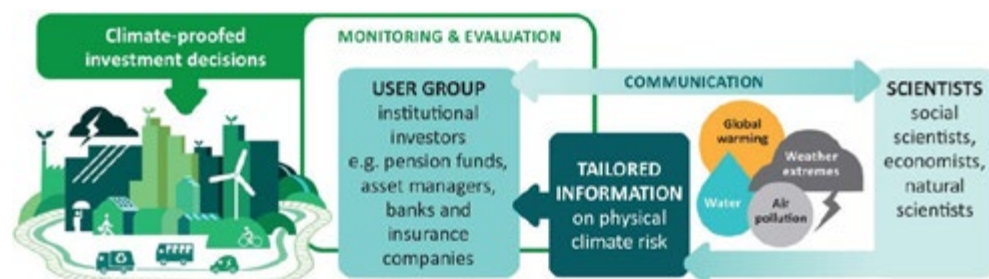 Climate-proofed
investment decisions
MONITORING & EVALUATION
USER GROUP
institutional
investors
e.g. pension funds,
asset managers,
banks and
insurance
companies
COMMUNICATION
TAILORED
INFORMATION
on physical
climate risk
Global
warming
Weather
extremes
Water
Air
pollution
SCIENTISTS
social
scientists,
economists,
natural
scientists